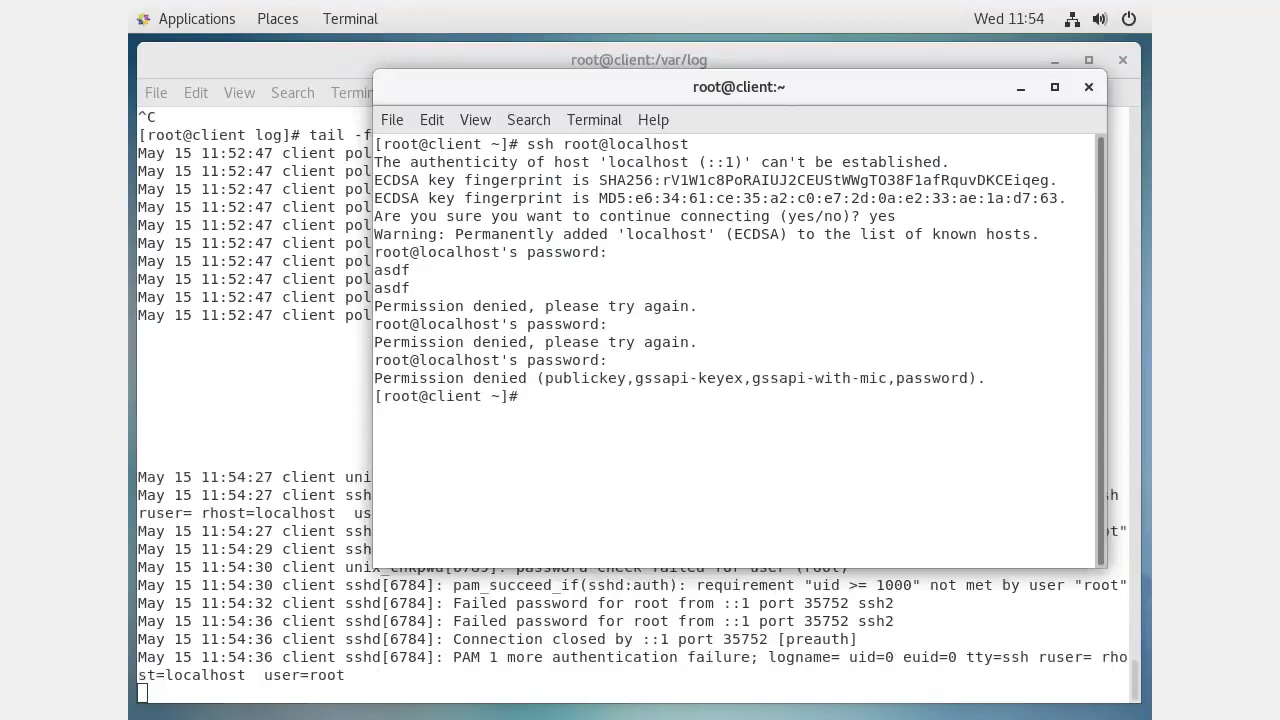 Applications Places Terminal Wed 11:54
root@client:/var/log
File Edit View Search
^C
[root@client log]# tail -f
May 15 11:52:47 client pol
May 15 11:52:47 client pol
May 15 11:52:47 client pol
May 15 11:52:47 client pol
May 15 11:52:47 client pol
May 15 11:52:47 client pol
May 15 11:52:47 client pol
May 15 11:52:47 client pol
May 15 11:52:47 client pol
May 15 11:52:47 client pol
May 15 11:54:27 client uni
May 15 11:54:27 client ssh
ruser= rhost=localhost us
May 15 11:54:27 client ssh
May 15 11:54:29 client ssh
May 15 11:54:30 client password check failed for user (root)
May 15 11:54:30 client sshd[6784]: pam_succeed_if(sshd:auth): requirement "uid >= 1000" not met by user "root"
May 15 11:54:32 client sshd[6784]: Failed password for root from ::1 port 35752 ssh2
May 15 11:54:36 client sshd[6784]: Failed password for root from ::1 port 35752 ssh2
May 15 11:54:36 client sshd[6784]: Connection closed by ::1 port 35752 [preauth]
May 15 11:54:36 client sshd[6784]: PAM 1 more authentication failure; logname= uid=0 euid=0 tty=ssh ruser= rho
st=localhost user=root
root@client:~
File Edit View Search Terminal Help
[root@client ~]# ssh root@localhost
The authenticity of host 'localhost (::1)' can't be established.
ECDSA key fingerprint is SHA256:rV1W1c8PoRAIUJ2CEUStWWgTO38F1afRquvDKCEiqeg.
ECDSA key fingerprint is MD5:e6:34:61:ce:35:a2:c0:e7:2d:0a:e2:33:ae:1a:d7:63.
Are you sure you want to continue connecting (yes/no)? yes
Warning: Permanently added 'localhost' (ECDSA) to the list of known hosts.
root@localhost's password:
asdf
asdf
Permission denied, please try again.
root@localhost's password:
Permission denied, please try again.
root@localhost's password:
Permission denied (publickey,gssapi-keyex,gssapi-with-mic,password).
[root@client ~]#